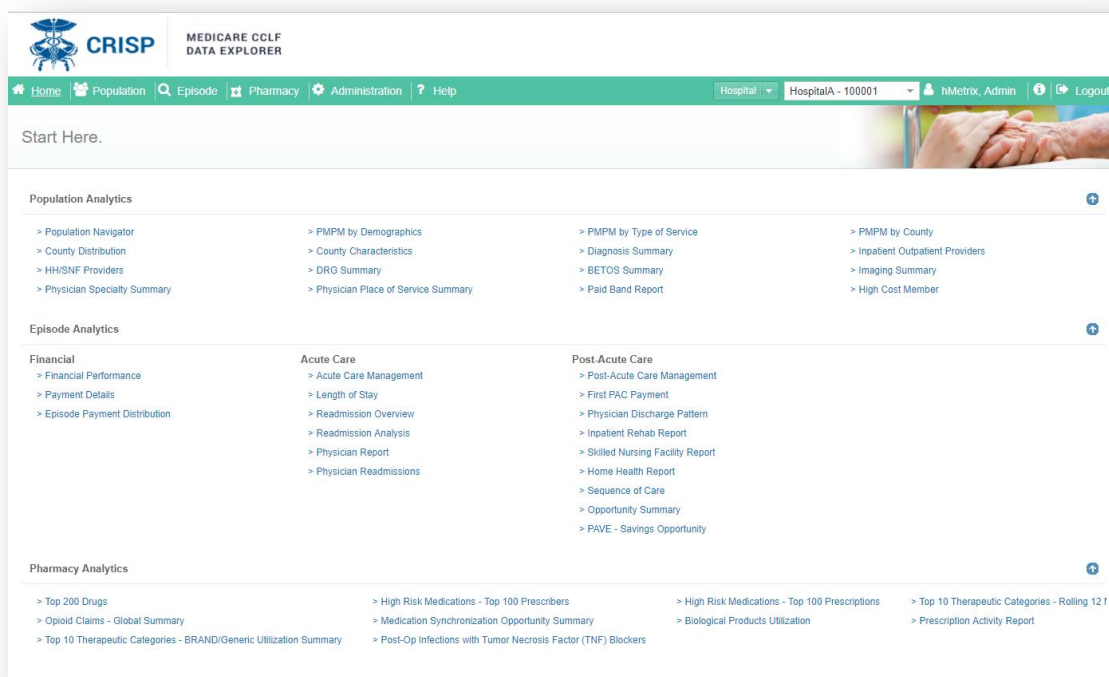 CRISP
MEDICARE CCLF
DATA EXPLORER
Home Population Episode Pharmacy Administration ? Help Hospital HospitalA - 100001 hMetrix, Admin Logout
Start Here.
Population Analytics
> Population Navigator > PMPM by Demographics > PMPM by Type of Service > PMPM by County
> County Distribution > County Characteristics > Diagnosis Summary > Inpatient Outpatient Providers
> HH/SNF Providers > DRG Summary > BETOS Summary > Imaging Summary
> Physician Specialty Summary > Physician Place of Service Summary > Paid Band Report > High Cost Member
Episode Analytics
Financial Acute Care Post-Acute Care
> Financial Performance > Acute Care Management > Post-Acute Care Management
> Payment Details > Length of Stay > First PAC Payment
> Episode Payment Distribution > Readmission Overview > Physician Discharge Pattern
> Readmission Analysis > Inpatient Rehab Report
> Physician Report > Skilled Nursing Facility Report
> Physician Readmissions > Home Health Report
> Sequence of Care
> Opportunity Summary
> PAVE - Savings Opportunity
Pharmacy Analytics
> Top 200 Drugs > High Risk Medications - Top 100 Prescribers > High Risk Medications - Top 100 Prescriptions > Top 10 Therapeutic Categories - Rolling 12
> Opioid Claims - Global Summary > Medication Synchronization Opportunity Summary > Biological Products Utilization > Prescription Activity Report
> Top 10 Therapeutic Categories - BRAND/Generic Utilization Summary > Post-Op Infections with Tumor Necrosis Factor (TNF) Blockers